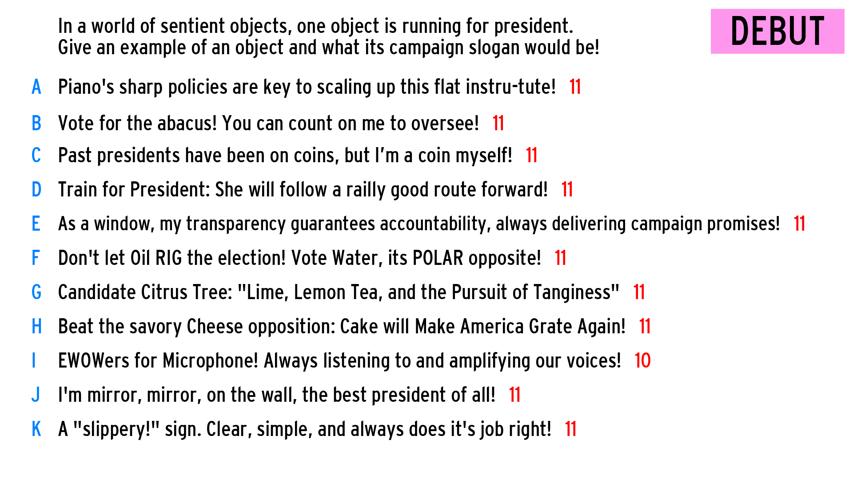 In a world of sentient objects, one object is running for president.
Give an example of an object and what its campaign slogan would be!
DEBUT
A Piano's sharp policies are key to scaling up this flat instru-tute! 11
B Vote for the abacus! You can count on me to oversee! 11
C Past presidents have been on coins, but I’m a coin myself! 11
D Train for President: She will follow a railly good route forward! 11
E As a window, my transparency guarantees accountability, always delivering campaign promises! 11
F Don't let Oil RIG the election! Vote Water, its POLAR opposite! 11
G Candidate Citrus Tree: "Lime, Lemon Tea, and the Pursuit of Tanginess" 11
H Beat the savory Cheese opposition: Cake will Make America Grate Again! 11
I EWOWers for Microphone! Always listening to and amplifying our voices! 10
J I'm mirror, mirror, on the wall, the best president of all! 11
K A "slippery!" sign. Clear, simple, and always does it's job right! 11